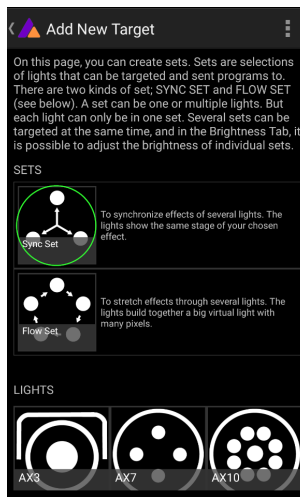 Add New Target
On this page, you can create sets. Sets are selections
of lights that can be targeted and sent programs to.
There are two kinds of set; SYNC SET and FLOW SET
(see below). A set can be one or multiple lights. But
each light can only be in one set. Several sets can be
targeted at the same time, and in the Brightness Tab, it
is possible to adjust the brightness of individual sets.
SETS
To synchronize effects of several lights. The
lights show the same stage of your chosen
effect.
Sync Set
To stretch effects through several lights. The
lights build together a big virtual light with
many pixels.
Flow Set
LIGHTS
AX3
AX7
AX10